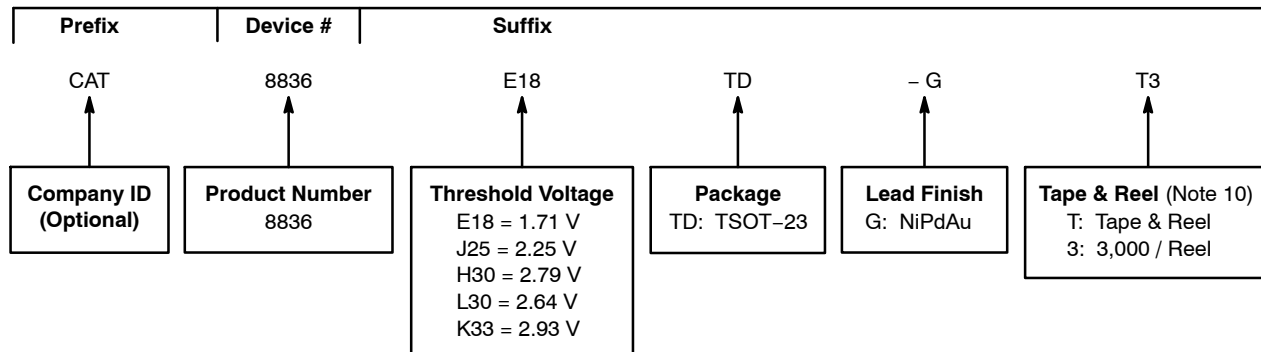 Prefix Device # Suffix
CAT 8836 E18 TD – G T3
Company ID
(Optional)
Product Number
8836
Threshold Voltage
E18 = 1.71 V
J25 = 2.25 V
H30 = 2.79 V
L30 = 2.64 V
K33 = 2.93 V
Package
TD: TSOT−23
Lead Finish
G: NiPdAu
Tape & Reel (Note 10)
T: Tape & Reel
3: 3,000 / Reel